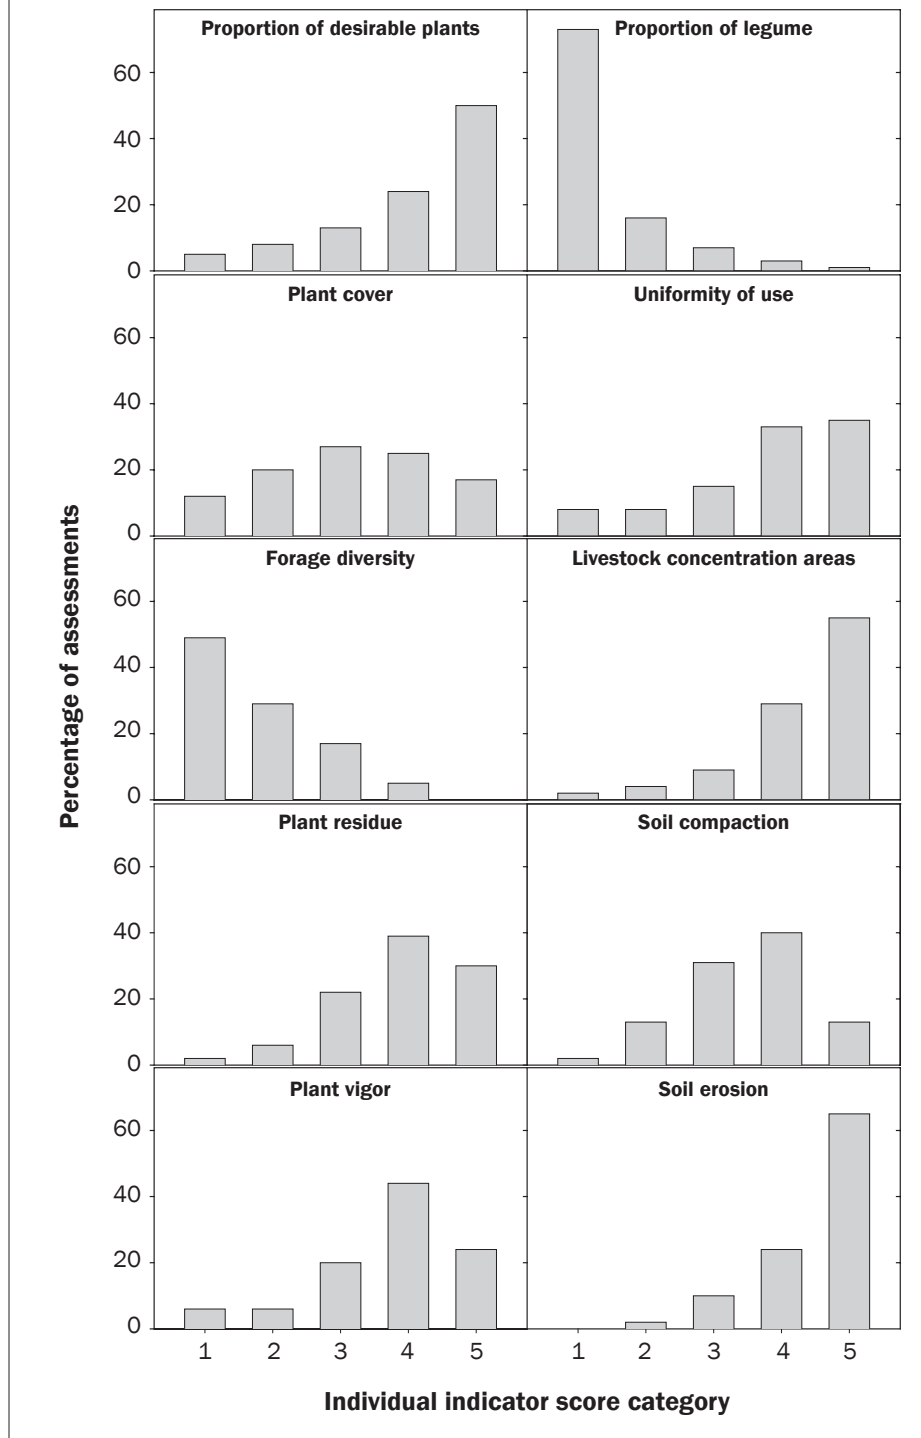 Proportion of desirable plants
Proportion of legume
60
40
20
0
Plant cover
Uniformity of use
60
40
20
0
Forage diversity
Livestock concentration areas
60
40
20
0
Plant residue
Soil compaction
60
40
20
0
Plant vigor
Soil erosion
60
40
20
0
Percentage of assessments
1 2 3 4 5 1 2 3 4 5
Individual indicator score category